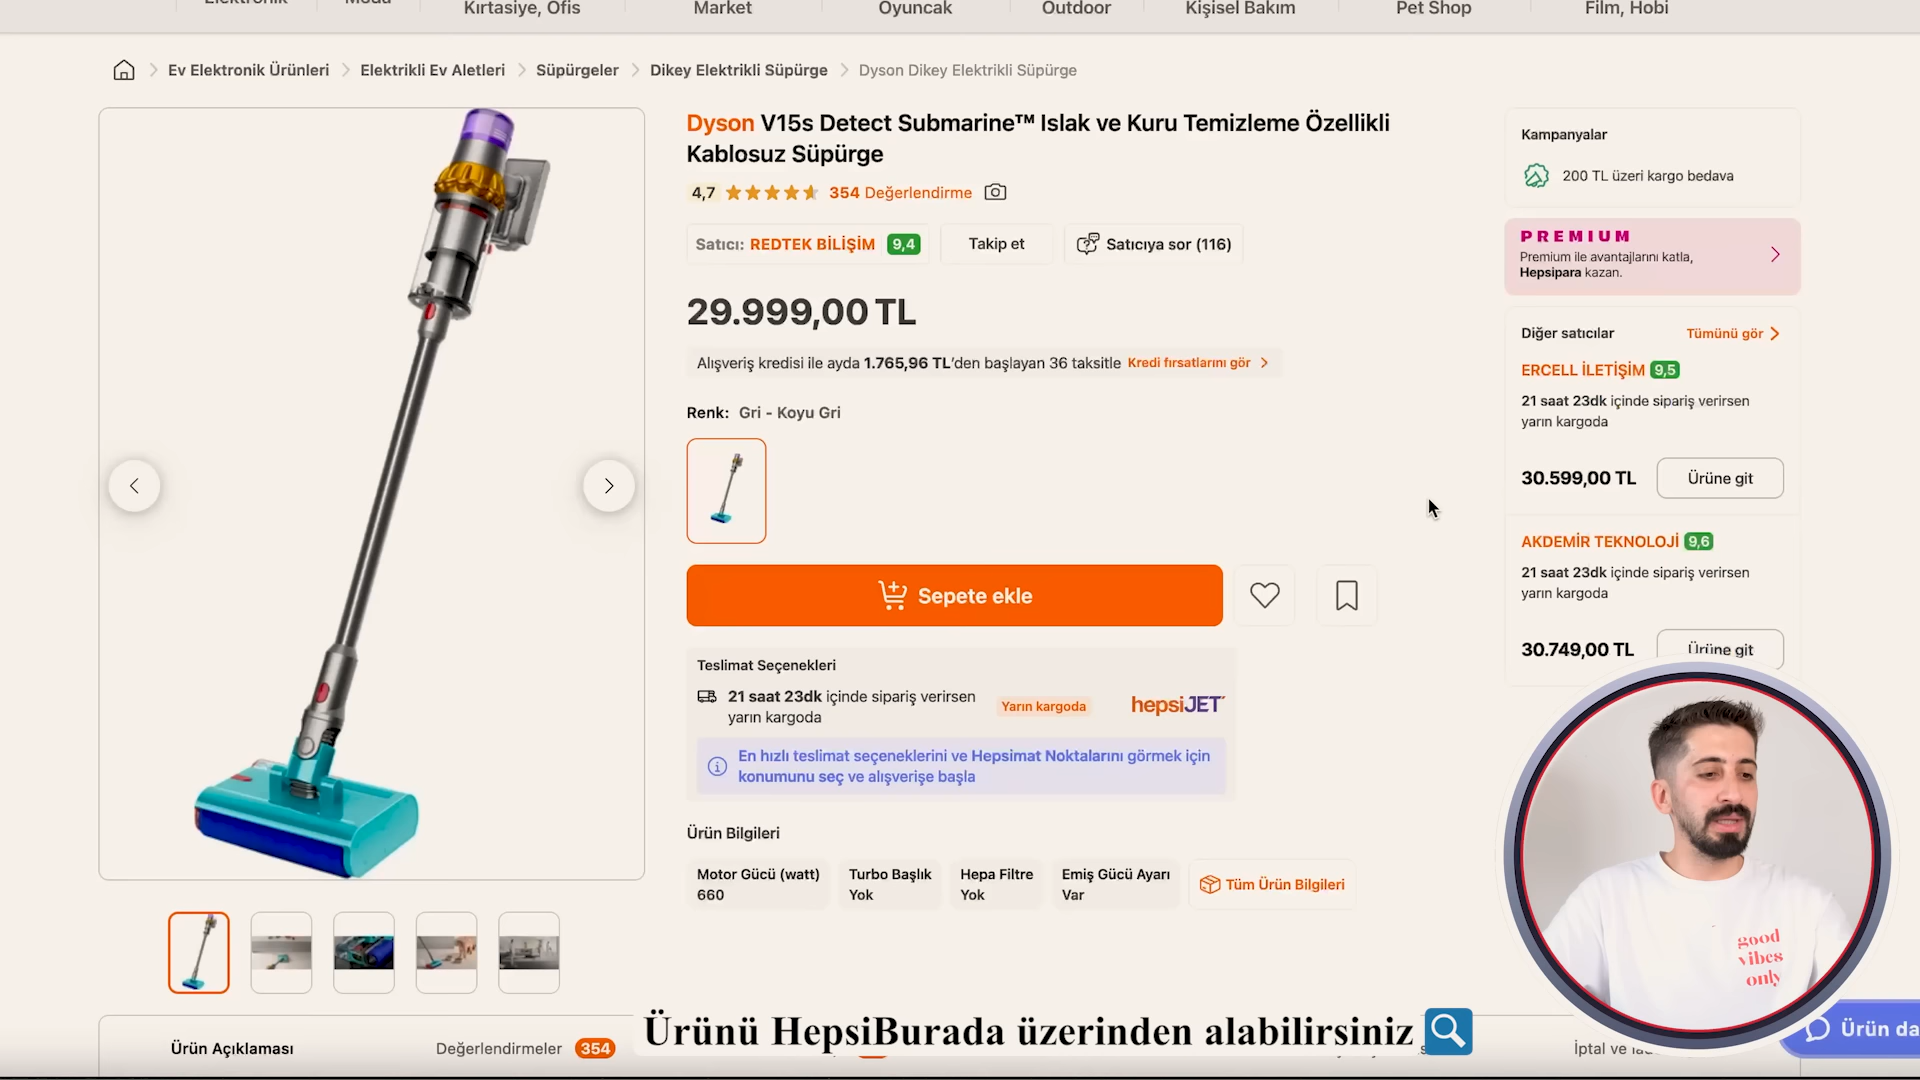 Elektronik
Moda
Kırtasiye, Ofis
Market
Oyuncak
Outdoor
Kişisel Bakım
Pet Shop
Film, Hobi
Ev Elektronik Ürünleri
Elektrikli Ev Aletleri
Süpürgeler
Dikey Elektrikli Süpürge
Dyson Dikey Elektrikli Süpürge
Dyson V15s Detect Submarine™ Islak ve Kuru Temizleme Özellikli
Kablosuz Süpürge
4,7
354 Değerlendirme
Satıcı: REDTEK BİLİŞİM 9,4
Takip et
Satıcıya sor (116)
29.999,00 TL
Alışveriş kredisi ile ayda 1.765,96 TL'den başlayan 36 taksitle Kredi fırsatlarını gör
Renk: Gri - Koyu Gri
Sepete ekle
Teslimat Seçenekleri
21 saat 23dk içinde sipariş verirsen
yarın kargoda
Yarın kargoda
hepsiJET
En hızlı teslimat seçeneklerini ve Hepsimat Noktalarını görmek için
konumunu seç ve alışverişe başla
Ürün Bilgileri
Motor Gücü (watt)
660
Turbo Başlık
Yok
Hepa Filtre
Yok
Emiş Gücü Ayarı
Var
Tüm Ürün Bilgileri
Kampanyalar
200 TL üzeri kargo bedava
PREMIUM
Premium ile avantajlarını katla,
Hepsipara kazan.
Diğer satıcılar
Tümünü gör
ERCELL İLETİŞİM 9,5
21 saat 23dk içinde sipariş verirsen
yarın kargoda
30.599,00 TL
Ürüne git
AKDEMİR TEKNOLOJİ 9,6
21 saat 23dk içinde sipariş verirsen
yarın kargoda
30.749,00 TL
Ürüne git
good
vibes
only
Ürün Açıklaması
Değerlendirmeler 354
Ürünü HepsiBurada üzerinden alabilirsiniz
İptal ve
Ürün da